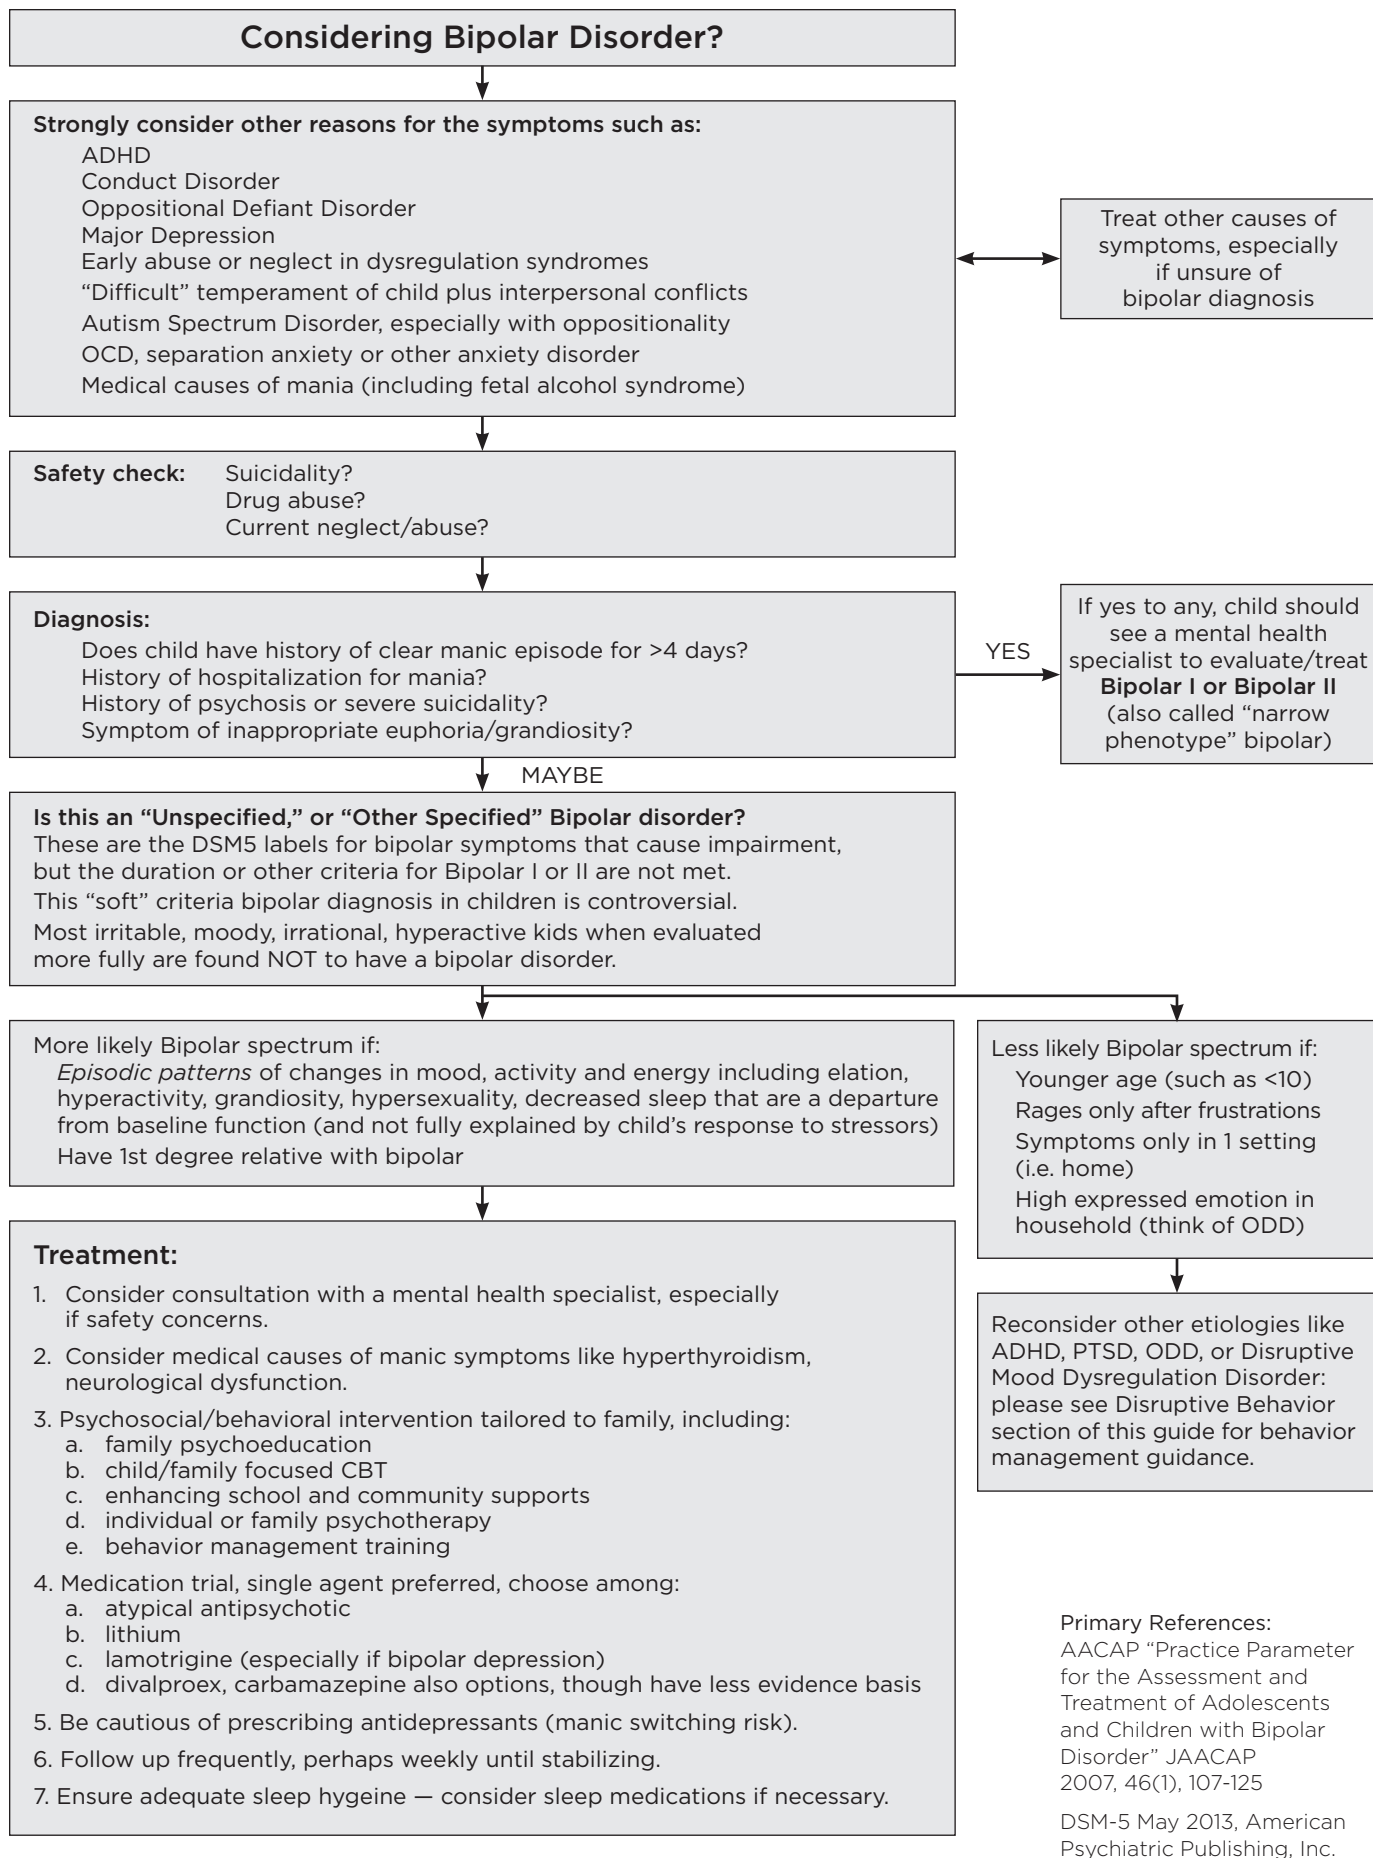 Considering Bipolar Disorder?
Strongly consider other reasons for the symptoms such as:
ADHD
Conduct Disorder
Oppositional Defiant Disorder
Major Depression
Early abuse or neglect in dysregulation syndromes
“Difficult” temperament of child plus interpersonal conflicts
Autism Spectrum Disorder, especially with oppositionality
OCD, separation anxiety or other anxiety disorder
Medical causes of mania (including fetal alcohol syndrome)
Treat other causes of
symptoms, especially
if unsure of
bipolar diagnosis
Safety check: Suicidality?
Drug abuse?
Current neglect/abuse?
Diagnosis:
Does child have history of clear manic episode for >4 days?
History of hospitalization for mania?
History of psychosis or severe suicidality?
Symptom of inappropriate euphoria/grandiosity?
YES
If yes to any, child should
see a mental health
specialist to evaluate/treat
Bipolar I or Bipolar II
(also called “narrow
phenotype” bipolar)
MAYBE
Is this an “Unspecified,” or “Other Specified” Bipolar disorder?
These are the DSM5 labels for bipolar symptoms that cause impairment,
but the duration or other criteria for Bipolar I or II are not met.
This “soft” criteria bipolar diagnosis in children is controversial.
Most irritable, moody, irrational, hyperactive kids when evaluated
more fully are found NOT to have a bipolar disorder.
More likely Bipolar spectrum if:
Episodic patterns of changes in mood, activity and energy including elation,
hyperactivity, grandiosity, hypersexuality, decreased sleep that are a departure
from baseline function (and not fully explained by child’s response to stressors)
Have 1st degree relative with bipolar
Less likely Bipolar spectrum if:
Younger age (such as <10)
Rages only after frustrations
Symptoms only in 1 setting
(i.e. home)
High expressed emotion in
household (think of ODD)
Treatment:
1. Consider consultation with a mental health specialist, especially
if safety concerns.
2. Consider medical causes of manic symptoms like hyperthyroidism,
neurological dysfunction.
3. Psychosocial/behavioral intervention tailored to family, including:
a. family psychoeducation
b. child/family focused CBT
c. enhancing school and community supports
d. individual or family psychotherapy
e. behavior management training
4. Medication trial, single agent preferred, choose among:
a. atypical antipsychotic
b. lithium
c. lamotrigine (especially if bipolar depression)
d. divalproex, carbamazepine also options, though have less evidence basis
5. Be cautious of prescribing antidepressants (manic switching risk).
6. Follow up frequently, perhaps weekly until stabilizing.
7. Ensure adequate sleep hygeine — consider sleep medications if necessary.
Reconsider other etiologies like
ADHD, PTSD, ODD, or Disruptive
Mood Dysregulation Disorder:
please see Disruptive Behavior
section of this guide for behavior
management guidance.
Primary References:
AACAP “Practice Parameter
for the Assessment and
Treatment of Adolescents
and Children with Bipolar
Disorder” JAACAP
2007, 46(1), 107-125
DSM-5 May 2013, American
Psychiatric Publishing, Inc.